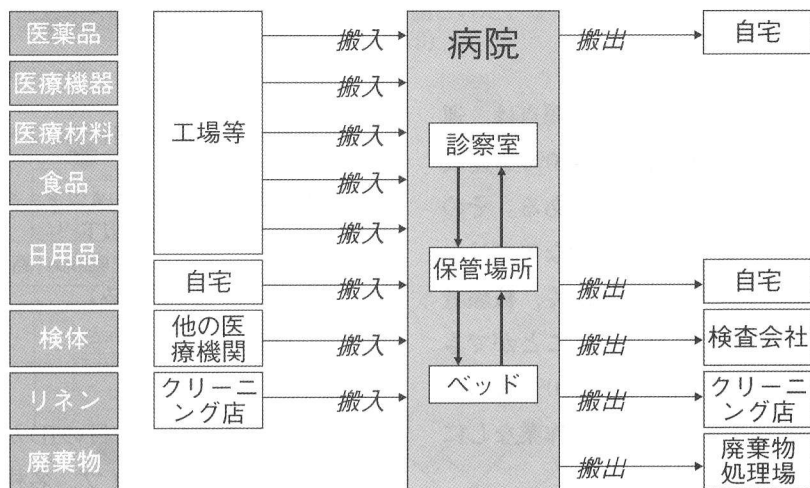 医薬品
工場等
搬入
病院
搬出
自宅
医療機器
搬入
医療材料
搬入
診察室
食品
搬入
日用品
搬入
保管場所
自宅
搬入
搬出
自宅
検体
他の医
療機関
搬入
搬出
検査会社
リネン
クリーニ
ング店
搬入
ベッド
搬出
クリーニ
ング店
廃棄物
搬出
廃棄物
処理場